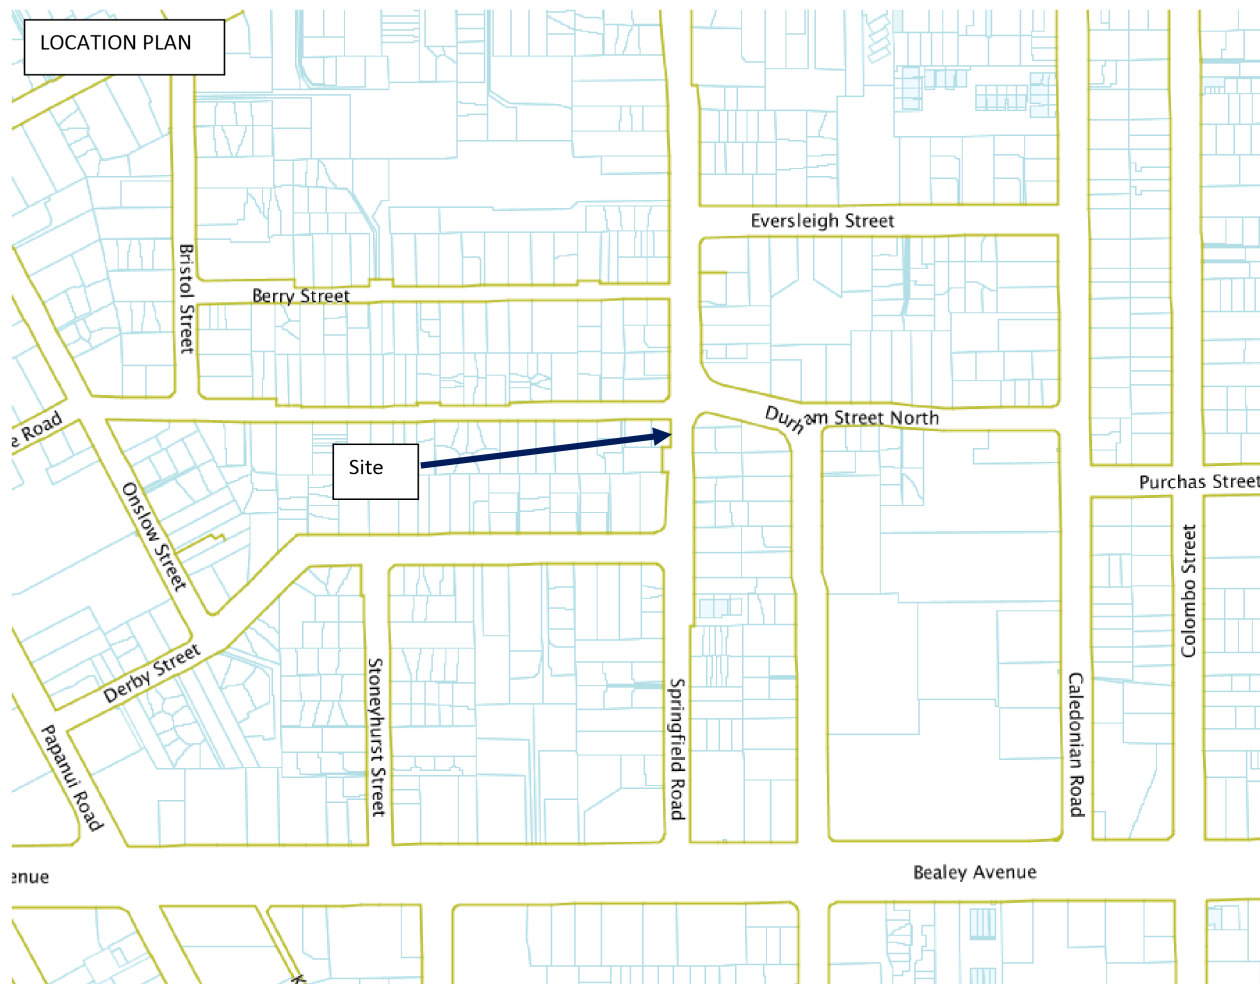 LOCATION PLAN
Eversleigh Street
Bristol Street
Berry Street
e Road
Durham Street North
Site
Purchas Street
Onslow Street
Colombo Street
Derby Street
Stoneyhurst Street
Springfield Road
Caledonian Road
Papanui Road
Bealey Avenue
enue
K